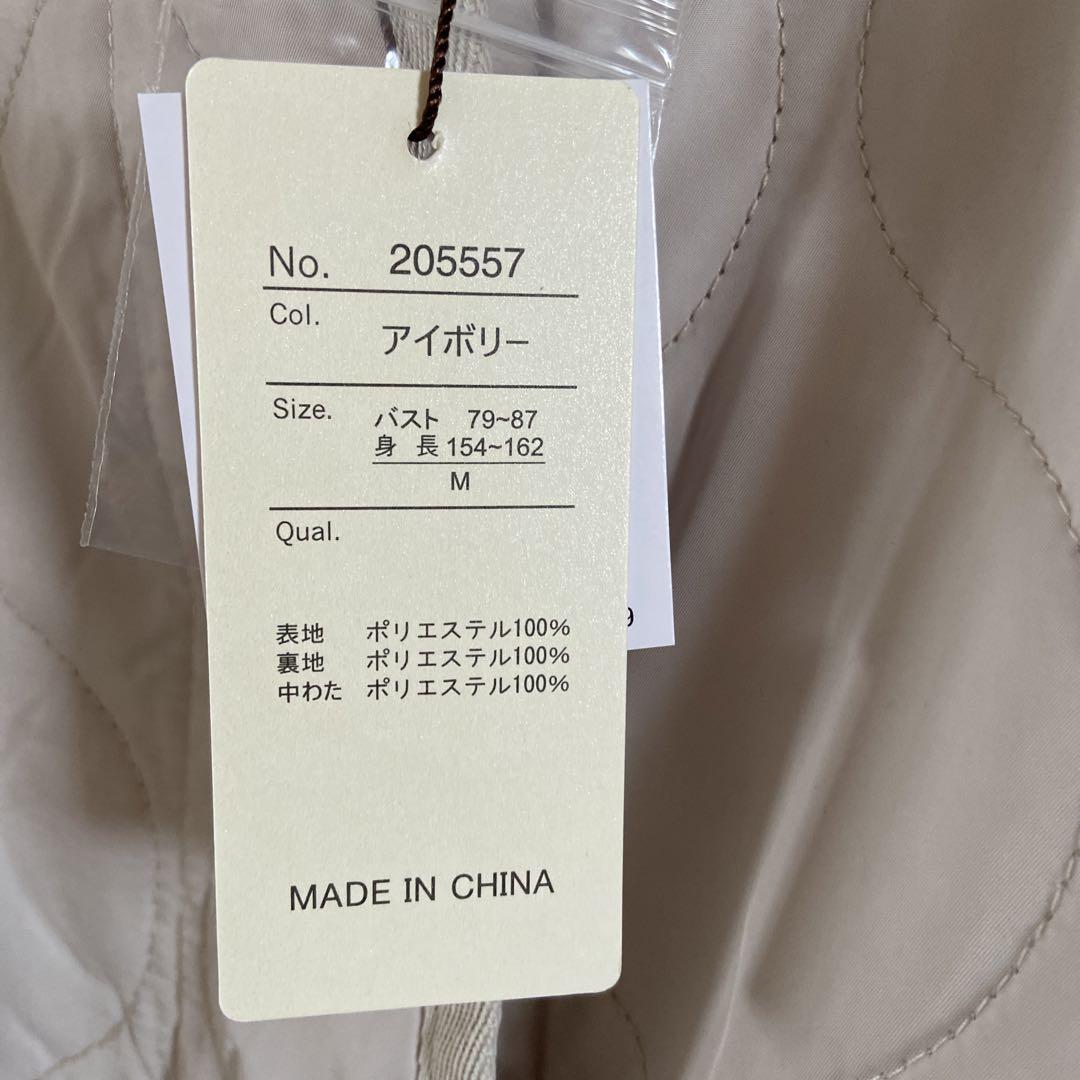 No. 205557
Col. アイボリー
Size. バスト 79~87
身 長 154~162
M
Qual.
表地 ポリエステル100%
裏地 ポリエステル100%
中わた ポリエステル100%
MADE IN CHINA
9